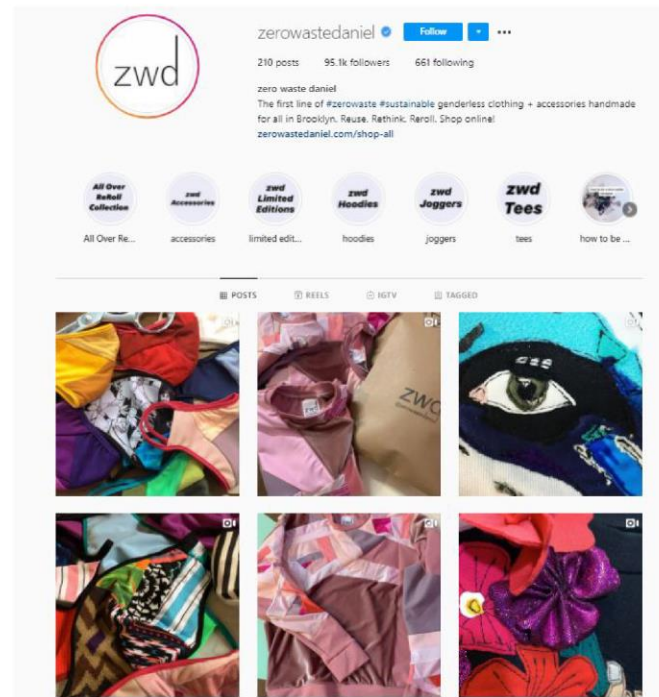 zwd
zerowastedaniel Follow
210 posts 95.1k followers 661 following
zero waste daniel
The first line of #zerowaste #sustainable genderless clothing + accessories handmade
for all in Brooklyn. Reuse. Rethink. Reroll. Shop online!
zerowastedaniel.com/shop-all
All Over
ReRoll
Collection
zwd
Accessories
zwd
Limited
Editions
zwd
Hoodies
zwd
Joggers
zwd
Tees
All Over Re... accessories limited edit... hoodies joggers tees how to be ...
POSTS REELS IGTV TAGGED
zwd